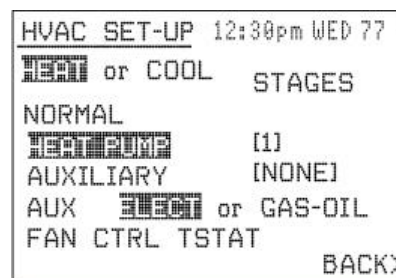 HVAC SET-UP 12:30pm WED 77
HEAT or COOL
STAGES
NORMAL
HEAT PUMP [1]
AUXILIARY [NONE]
AUX ELECT or GAS-OIL
FAN CTRL TSTAT
BACK>